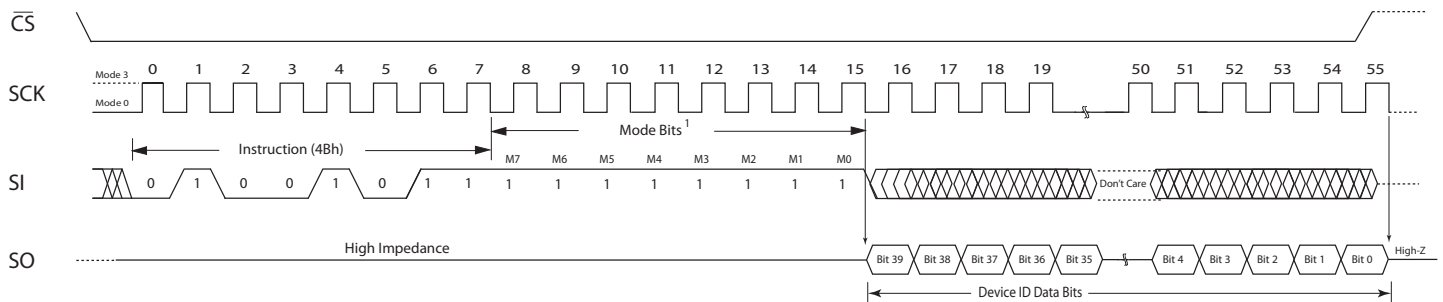 CS
Mode 3
0 1 2 3 4 5 6 7 8 9 10 11 12 13 14 15 16 17 18 19 50 51 52 53 54 55
SCK
Mode 0
Mode Bits 1
Instruction (4Bh)
M7 M6 M5 M4 M3 M2 M1 M0
SI
0 1 0 0 1 0 1 1 1 1 1 1 1 1 1 1
Don't Care
High Impedance
High-Z
SO
Bit 39 Bit 38 Bit 37 Bit 36 Bit 35 Bit 4 Bit 3 Bit 2 Bit 1 Bit 0
Device ID Data Bits